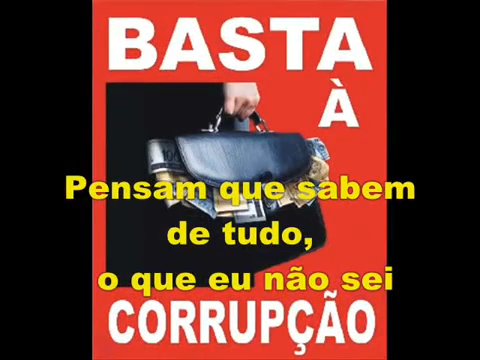 BASTA
À
Pensam que sabem
de tudo,
o que eu não sei
CORRUPÇÃO